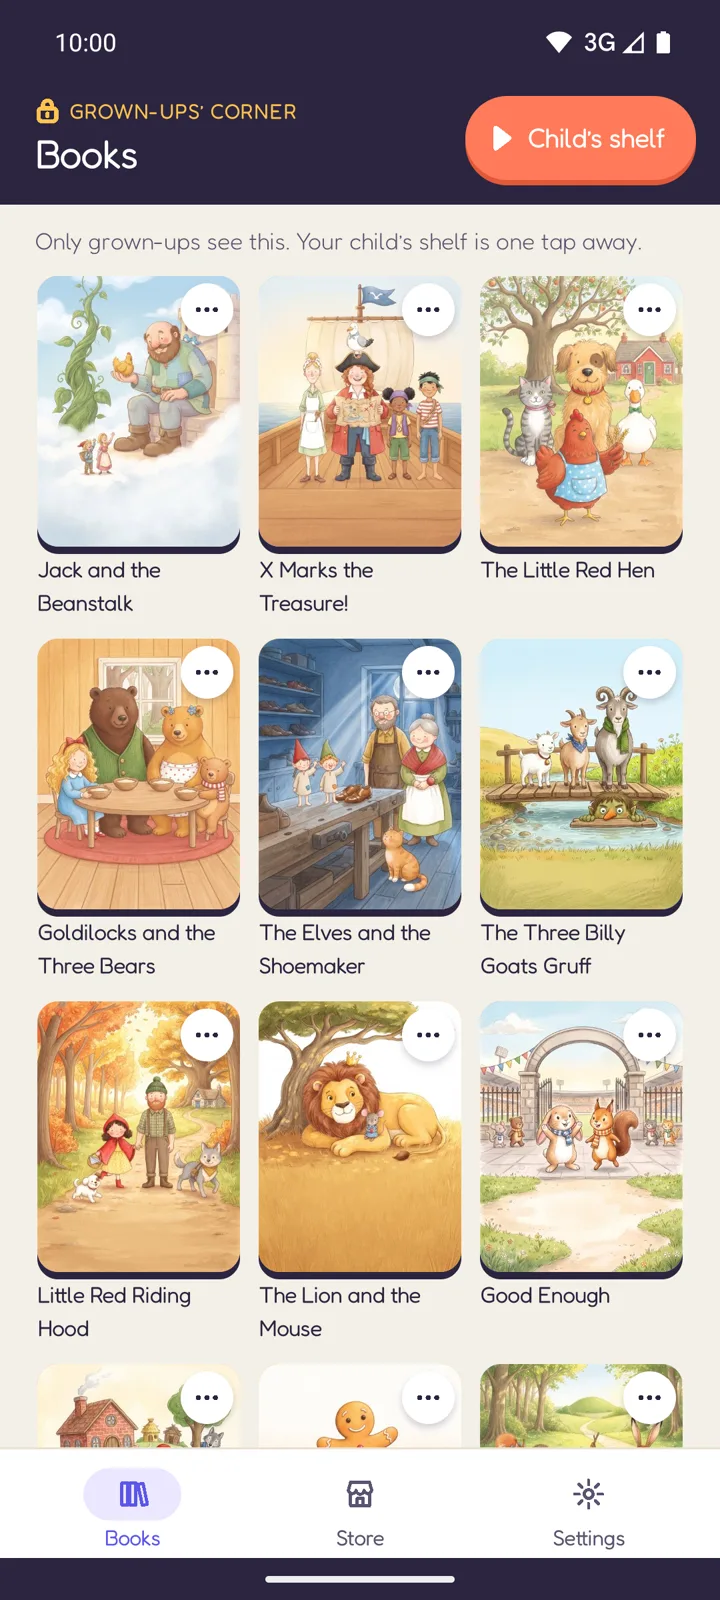 10:00
3G
GROWN-UPS’ CORNER
Books
Child’s shelf
Only grown-ups see this. Your child’s shelf is one tap away.
Jack and the
Beanstalk
X Marks the
Treasure!
The Little Red Hen
Goldilocks and the
Three Bears
The Elves and the
Shoemaker
The Three Billy
Goats Gruff
Little Red Riding
Hood
The Lion and the
Mouse
Good Enough
Books
Store
Settings